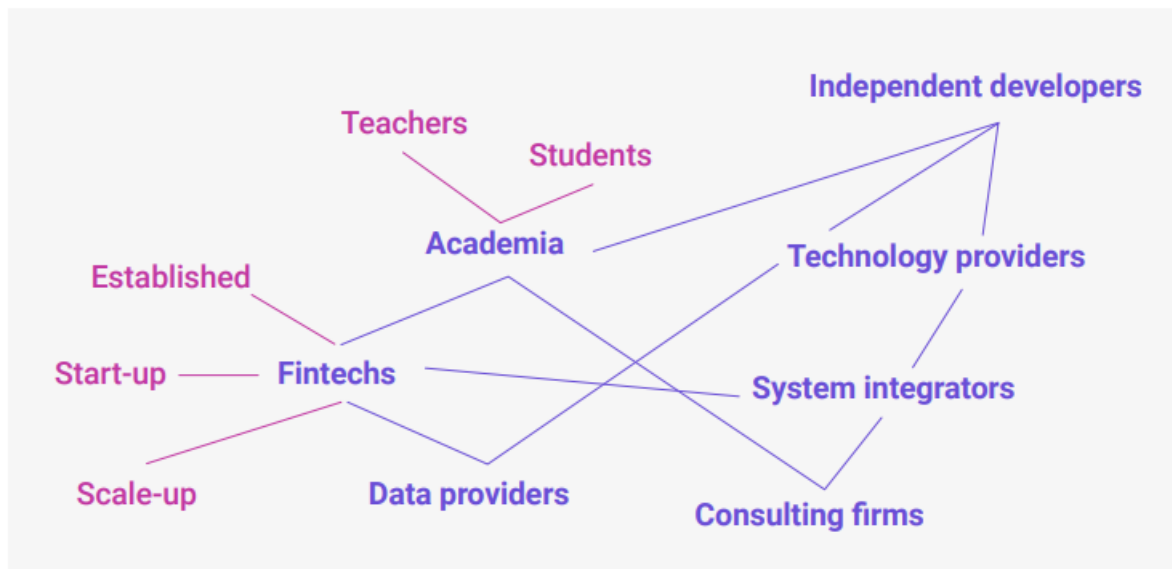 Independent developers
Teachers
Students
Academia
Technology providers
Established
Start-up
Fintechs
System integrators
Scale-up
Data providers
Consulting firms